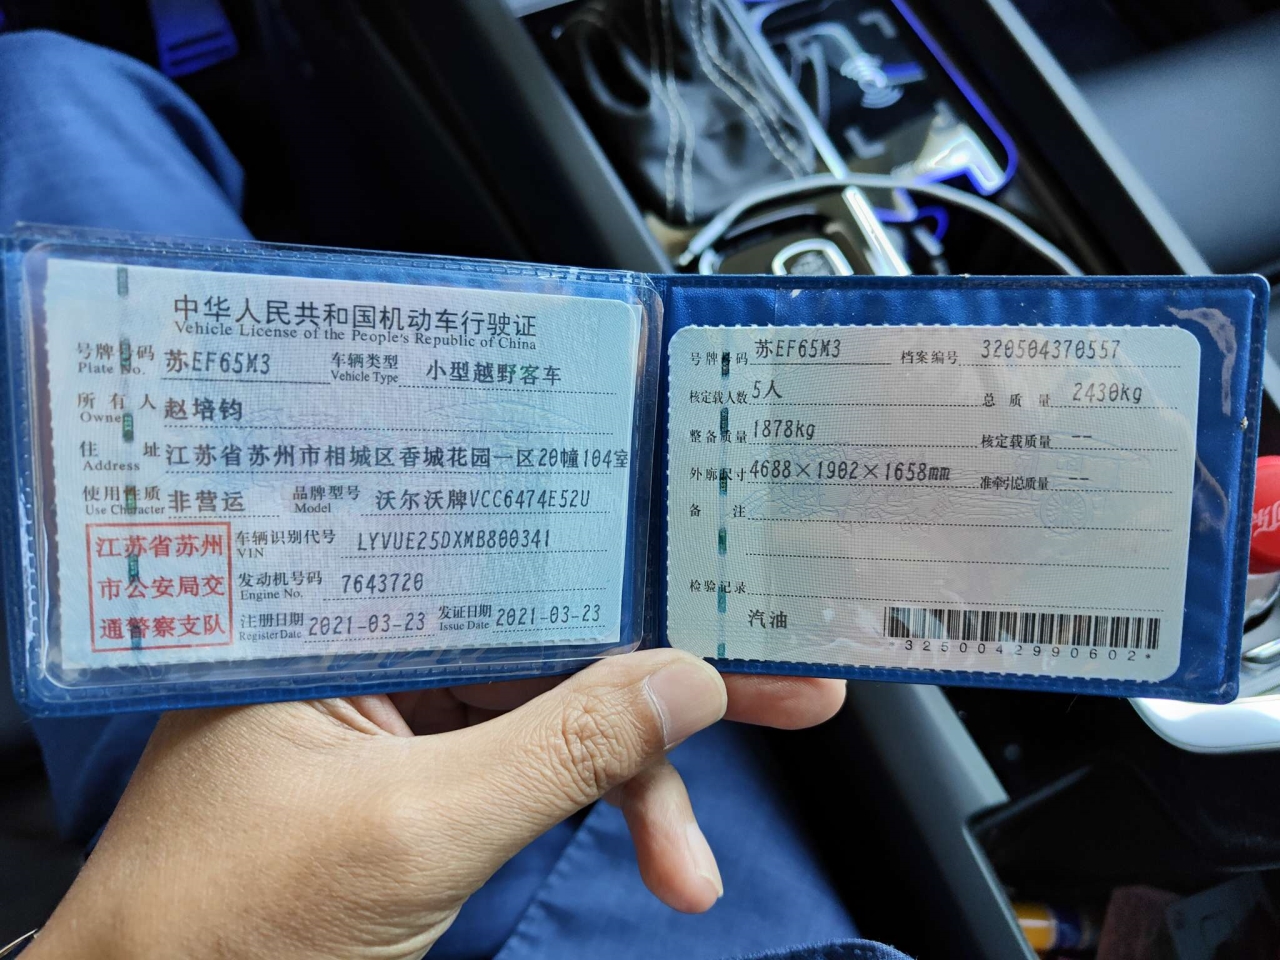 中华人民共和国机动车行驶证
Vehicle License of the People's Republic of China
号牌号码 苏EF65M3 车辆类型 小型越野客车
Plate No. Vehicle Type
所有人 赵培钧
Owner
住址 江苏省苏州市相城区香城花园一区20幢104室
Address
使用性质 非营运 品牌型号 沃尔沃牌VCC6474E52U
Use Character Model
江苏省苏州
市公安局交
通警察支队
车辆识别代号 LYVUE25DXMB800341
VIN
发动机号码 7643720
Engine No.
注册日期 2021-03-23 发证日期 2021-03-23
Register Date Issue Date
号牌号码 苏EF65M3 档案编号 320504370557
核定载人数 5人 总质量 2430kg
整备质量 1878kg 核定载质量 --
外廓尺寸 4688×1902×1658mm 准牵引总质量 --
备注
检验记录
汽油
*3250042990602*